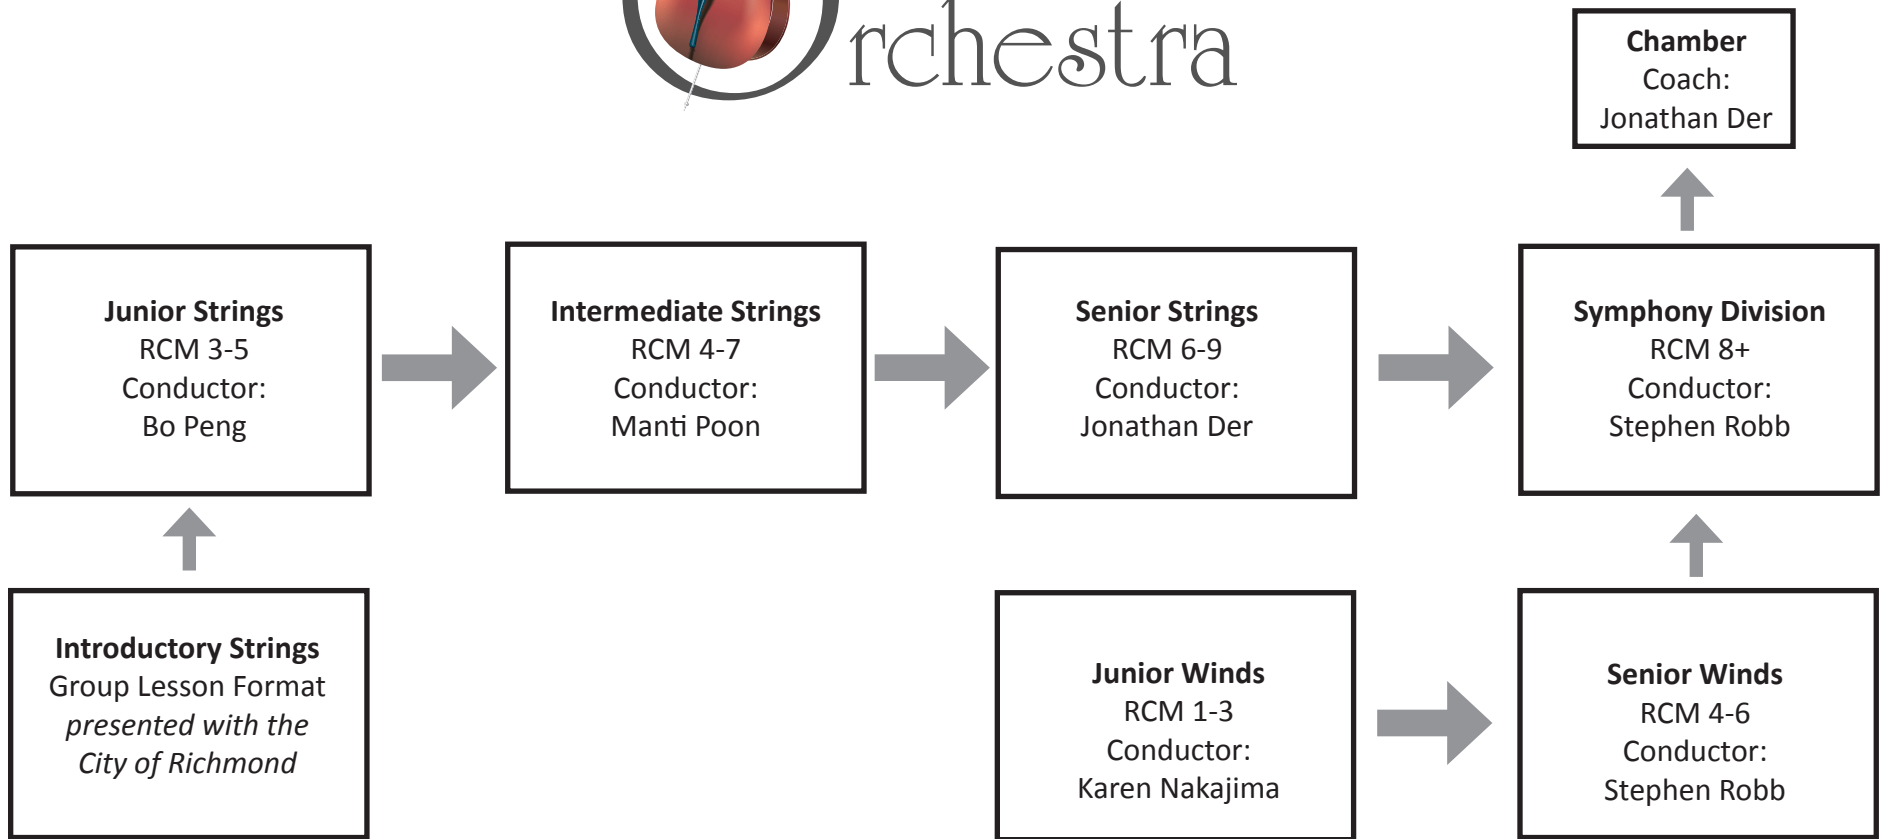 Orchestra
Chamber
Coach:
Jonathan Der
Junior Strings
RCM 3-5
Conductor:
Bo Peng
Intermediate Strings
RCM 4-7
Conductor:
Manti Poon
Senior Strings
RCM 6-9
Conductor:
Jonathan Der
Symphony Division
RCM 8+
Conductor:
Stephen Robb
Introductory Strings
Group Lesson Format
presented with the
City of Richmond
Junior Winds
RCM 1-3
Conductor:
Karen Nakajima
Senior Winds
RCM 4-6
Conductor:
Stephen Robb